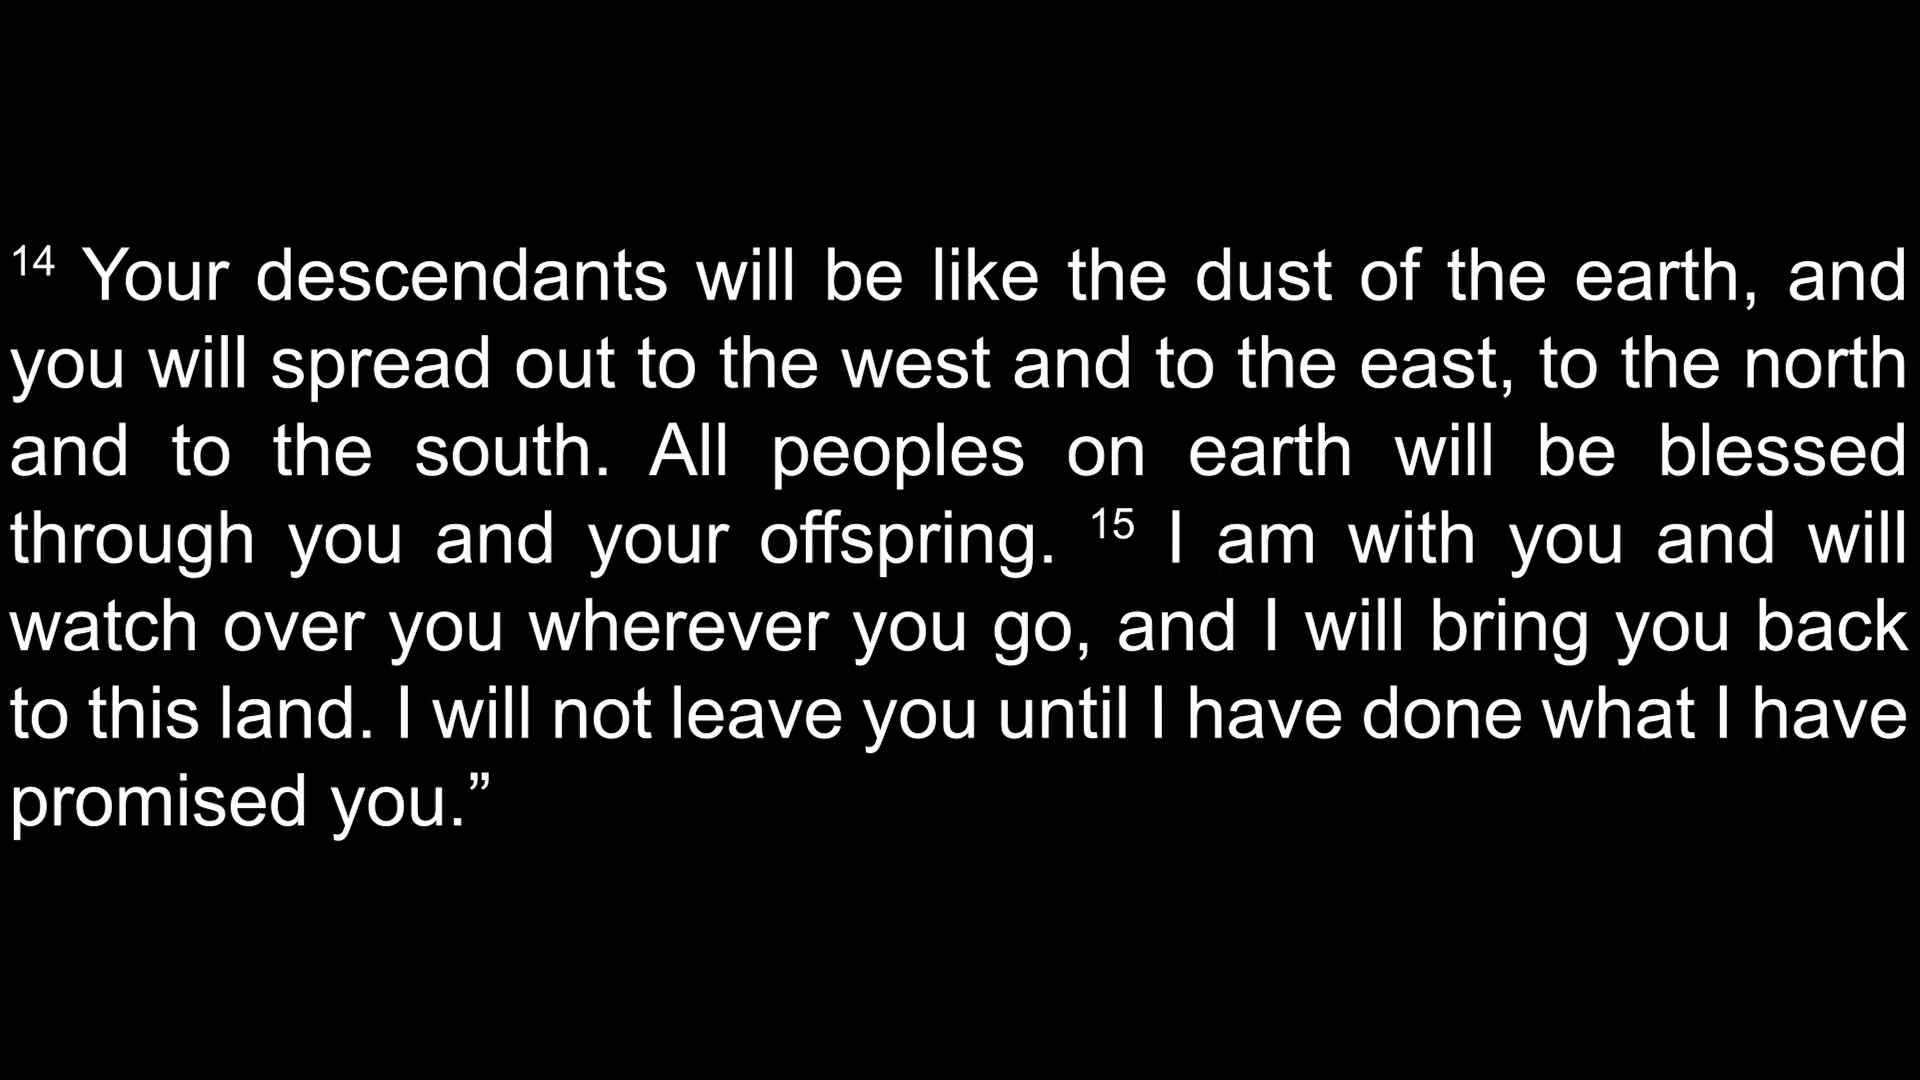 14 Your descendants will be like the dust of the earth, and
you will spread out to the west and to the east, to the north
and to the south. All peoples on earth will be blessed
through you and your offspring. 15 I am with you and will
watch over you wherever you go, and I will bring you back
to this land. I will not leave you until I have done what I have
promised you.”